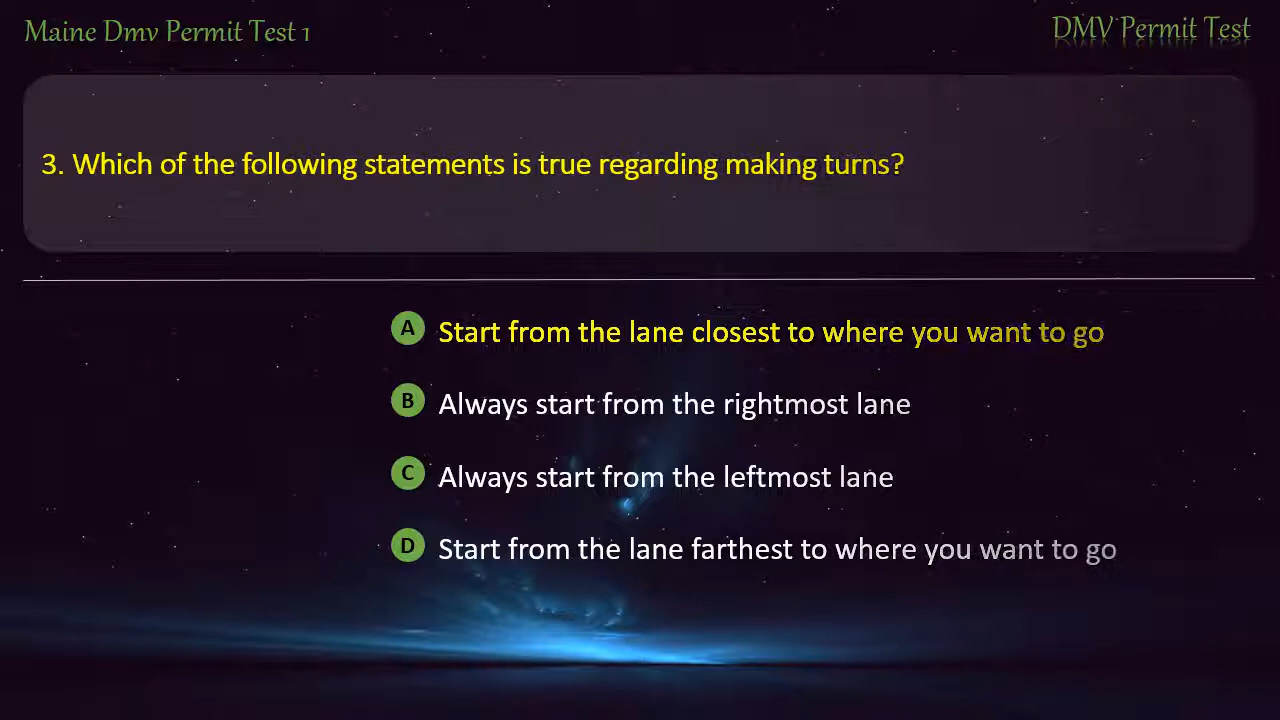 Maine Dmv Permit Test 1
DMV Permit Test
3. Which of the following statements is true regarding making turns?
A Start from the lane closest to where you want to go
B Always start from the rightmost lane
C Always start from the leftmost lane
D Start from the lane farthest to where you want to go